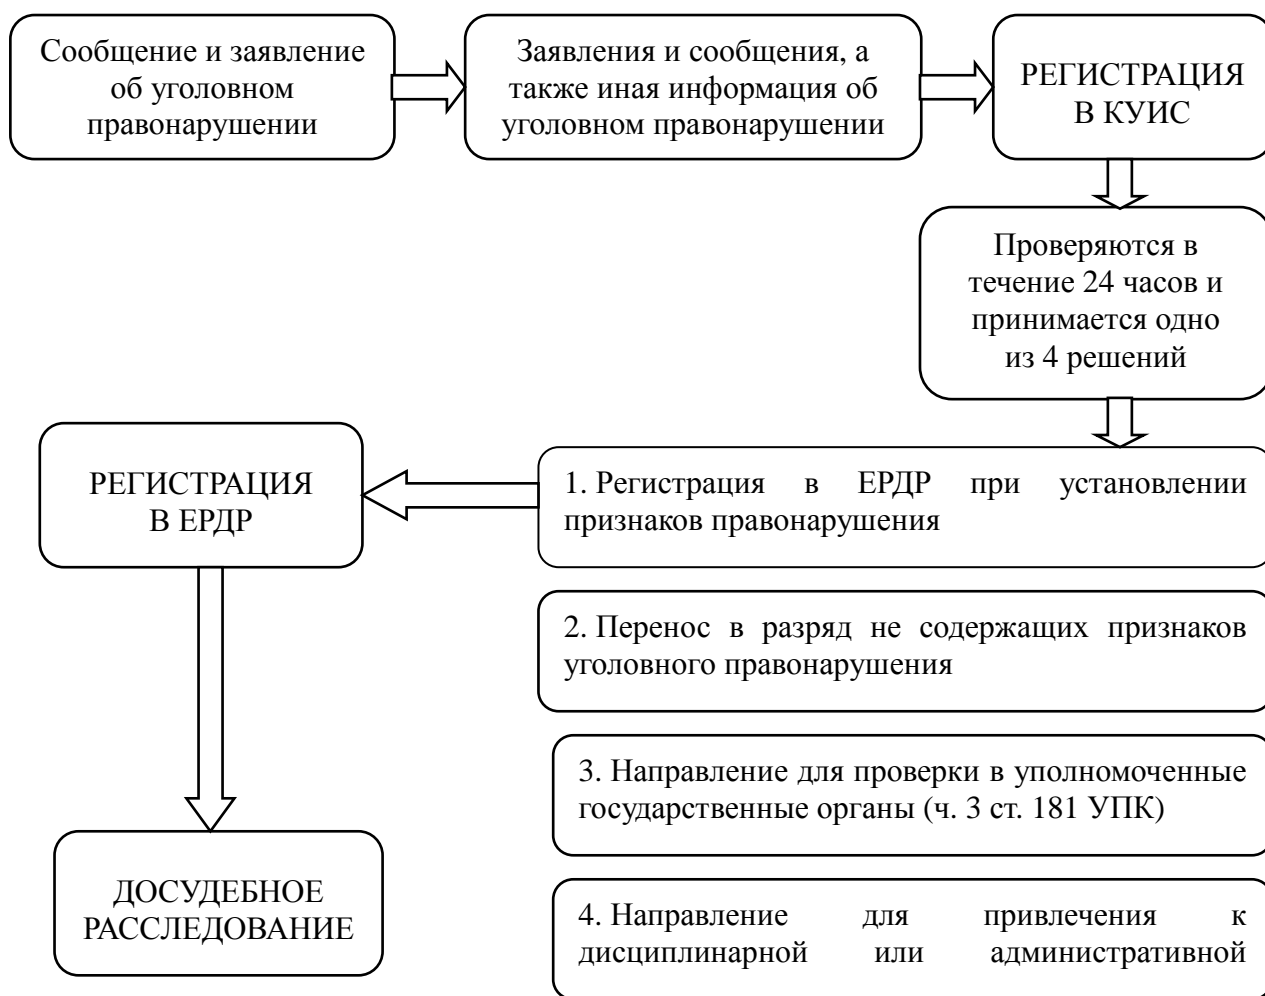 Сообщение и заявление
об уголовном
правонарушении
Заявления и сообщения, а
также иная информация об
уголовном правонарушении
РЕГИСТРАЦИЯ
В КУИС
Проверяются в
течение 24 часов и
принимается одно
из 4 решений
РЕГИСТРАЦИЯ
В ЕРДР
1. Регистрация в ЕРДР при установлении
признаков правонарушения
2. Перенос в разряд не содержащих признаков
уголовного правонарушения
3. Направление для проверки в уполномоченные
государственные органы (ч. 3 ст. 181 УПК)
ДОСУДЕБНОЕ
РАССЛЕДОВАНИЕ
4. Направление для привлечения к
дисциплинарной или административной